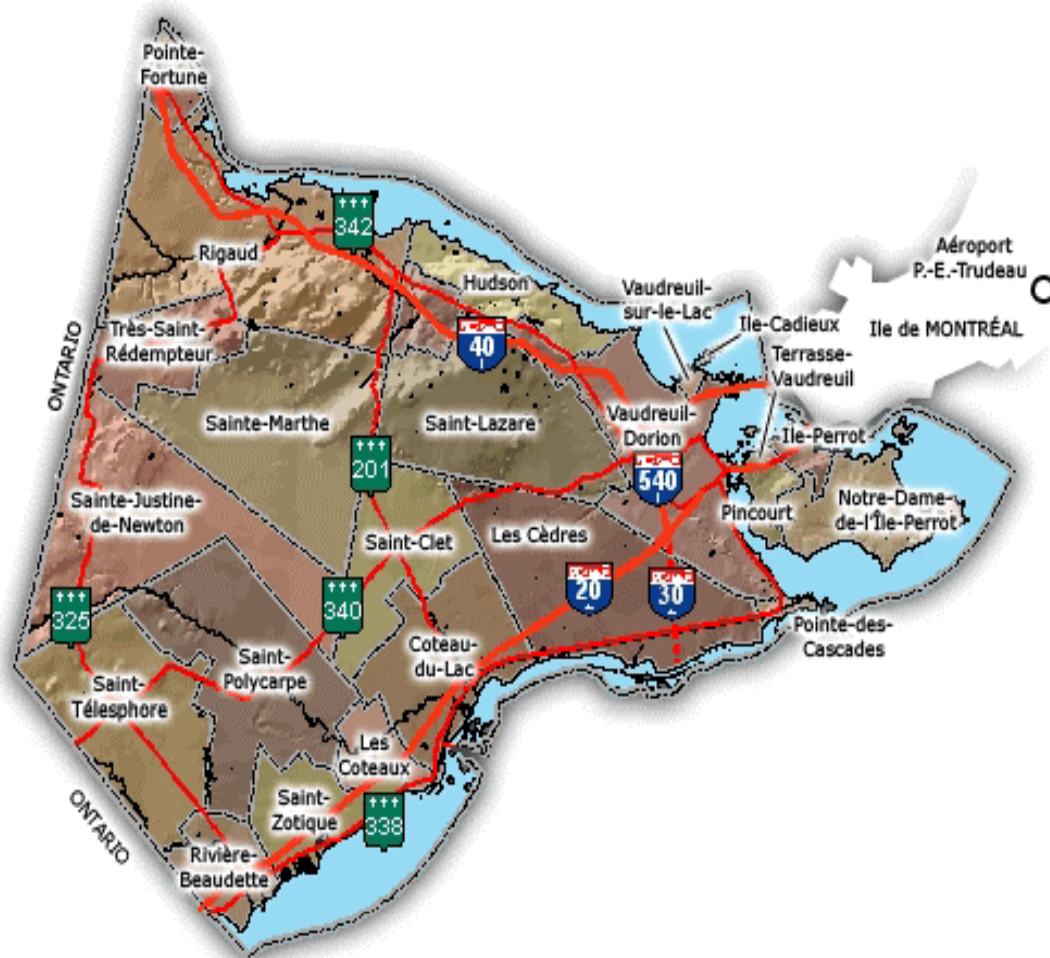 Pointe-
Fortune
342
Rigaud
Aéroport
P.-E.-Trudeau
Hudson
Vaudreuil-
sur-le-Lac
Ile-Cadieux
Ile de MONTRÉAL
Très-Saint-
Rédempteur
40
Terrasse-
Vaudreuil
ONTARIO
Sainte-Marthe
Saint-Lazare
Vaudreuil-
Dorion
Ile-Perrot
201
540
Sainte-Justine-
de-Newton
Saint-Clet
Les Cèdres
Pincourt
Notre-Dame-
de-l'Île-Perrot
325
340
20
30
Pointe-des-
Cascades
Coteau-
du-Lac
Saint-
Polycarpe
Saint-
Télesphore
Les
Coteaux
Saint-
Zotique
338
ONTARIO
Rivière-
Beaudette